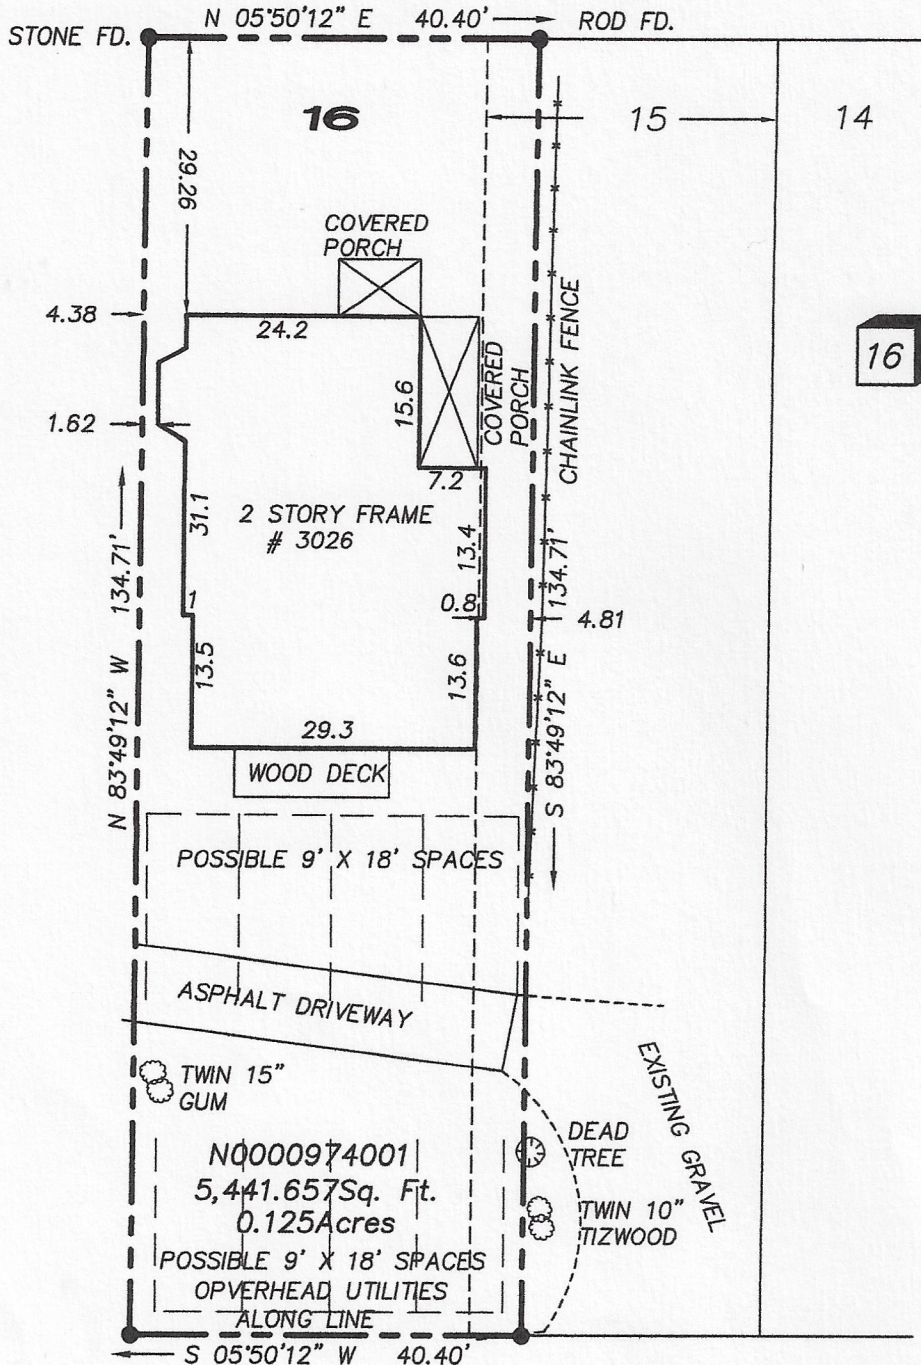 N 05°50'12" E 40.40'
STONE FD.
ROD FD.
16
15
14
29.26
COVERED
PORCH
4.38
24.2
16
15.6
COVERED
PORCH
CHAINLINK FENCE
1.62
7.2
31.1
2 STORY FRAME
# 3026
13.4
N 83°49'12" W 134.71'
S 83°49'12" E 134.71'
1
0.8
4.81
13.5
13.6
29.3
WOOD DECK
POSSIBLE 9' X 18' SPACES
ASPHALT DRIVEWAY
EXISTING GRAVEL
TWIN 15"
GUM
DEAD
TREE
N0000974001
5,441.657Sq. Ft.
0.125Acres
TWIN 10"
TIZWOOD
POSSIBLE 9' X 18' SPACES
OPVERHEAD UTILITIES
ALONG LINE
S 05°50'12" W 40.40'